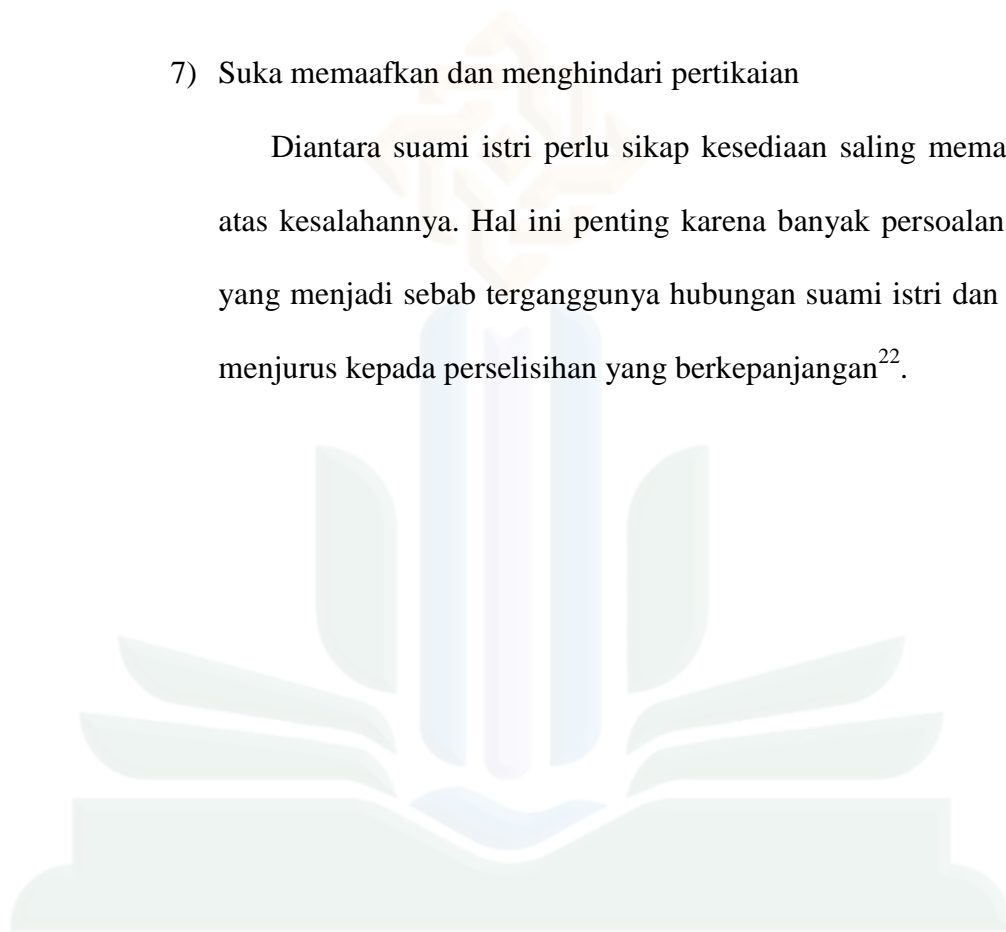 7) Suka memaafkan dan menghindari pertikaian
Diantara suami istri perlu sikap kesediaan saling mema
atas kesalahannya. Hal ini penting karena banyak persoalan
yang menjadi sebab terganggunya hubungan suami istri dan
menjurus kepada perselisihan yang berkepanjangan²².